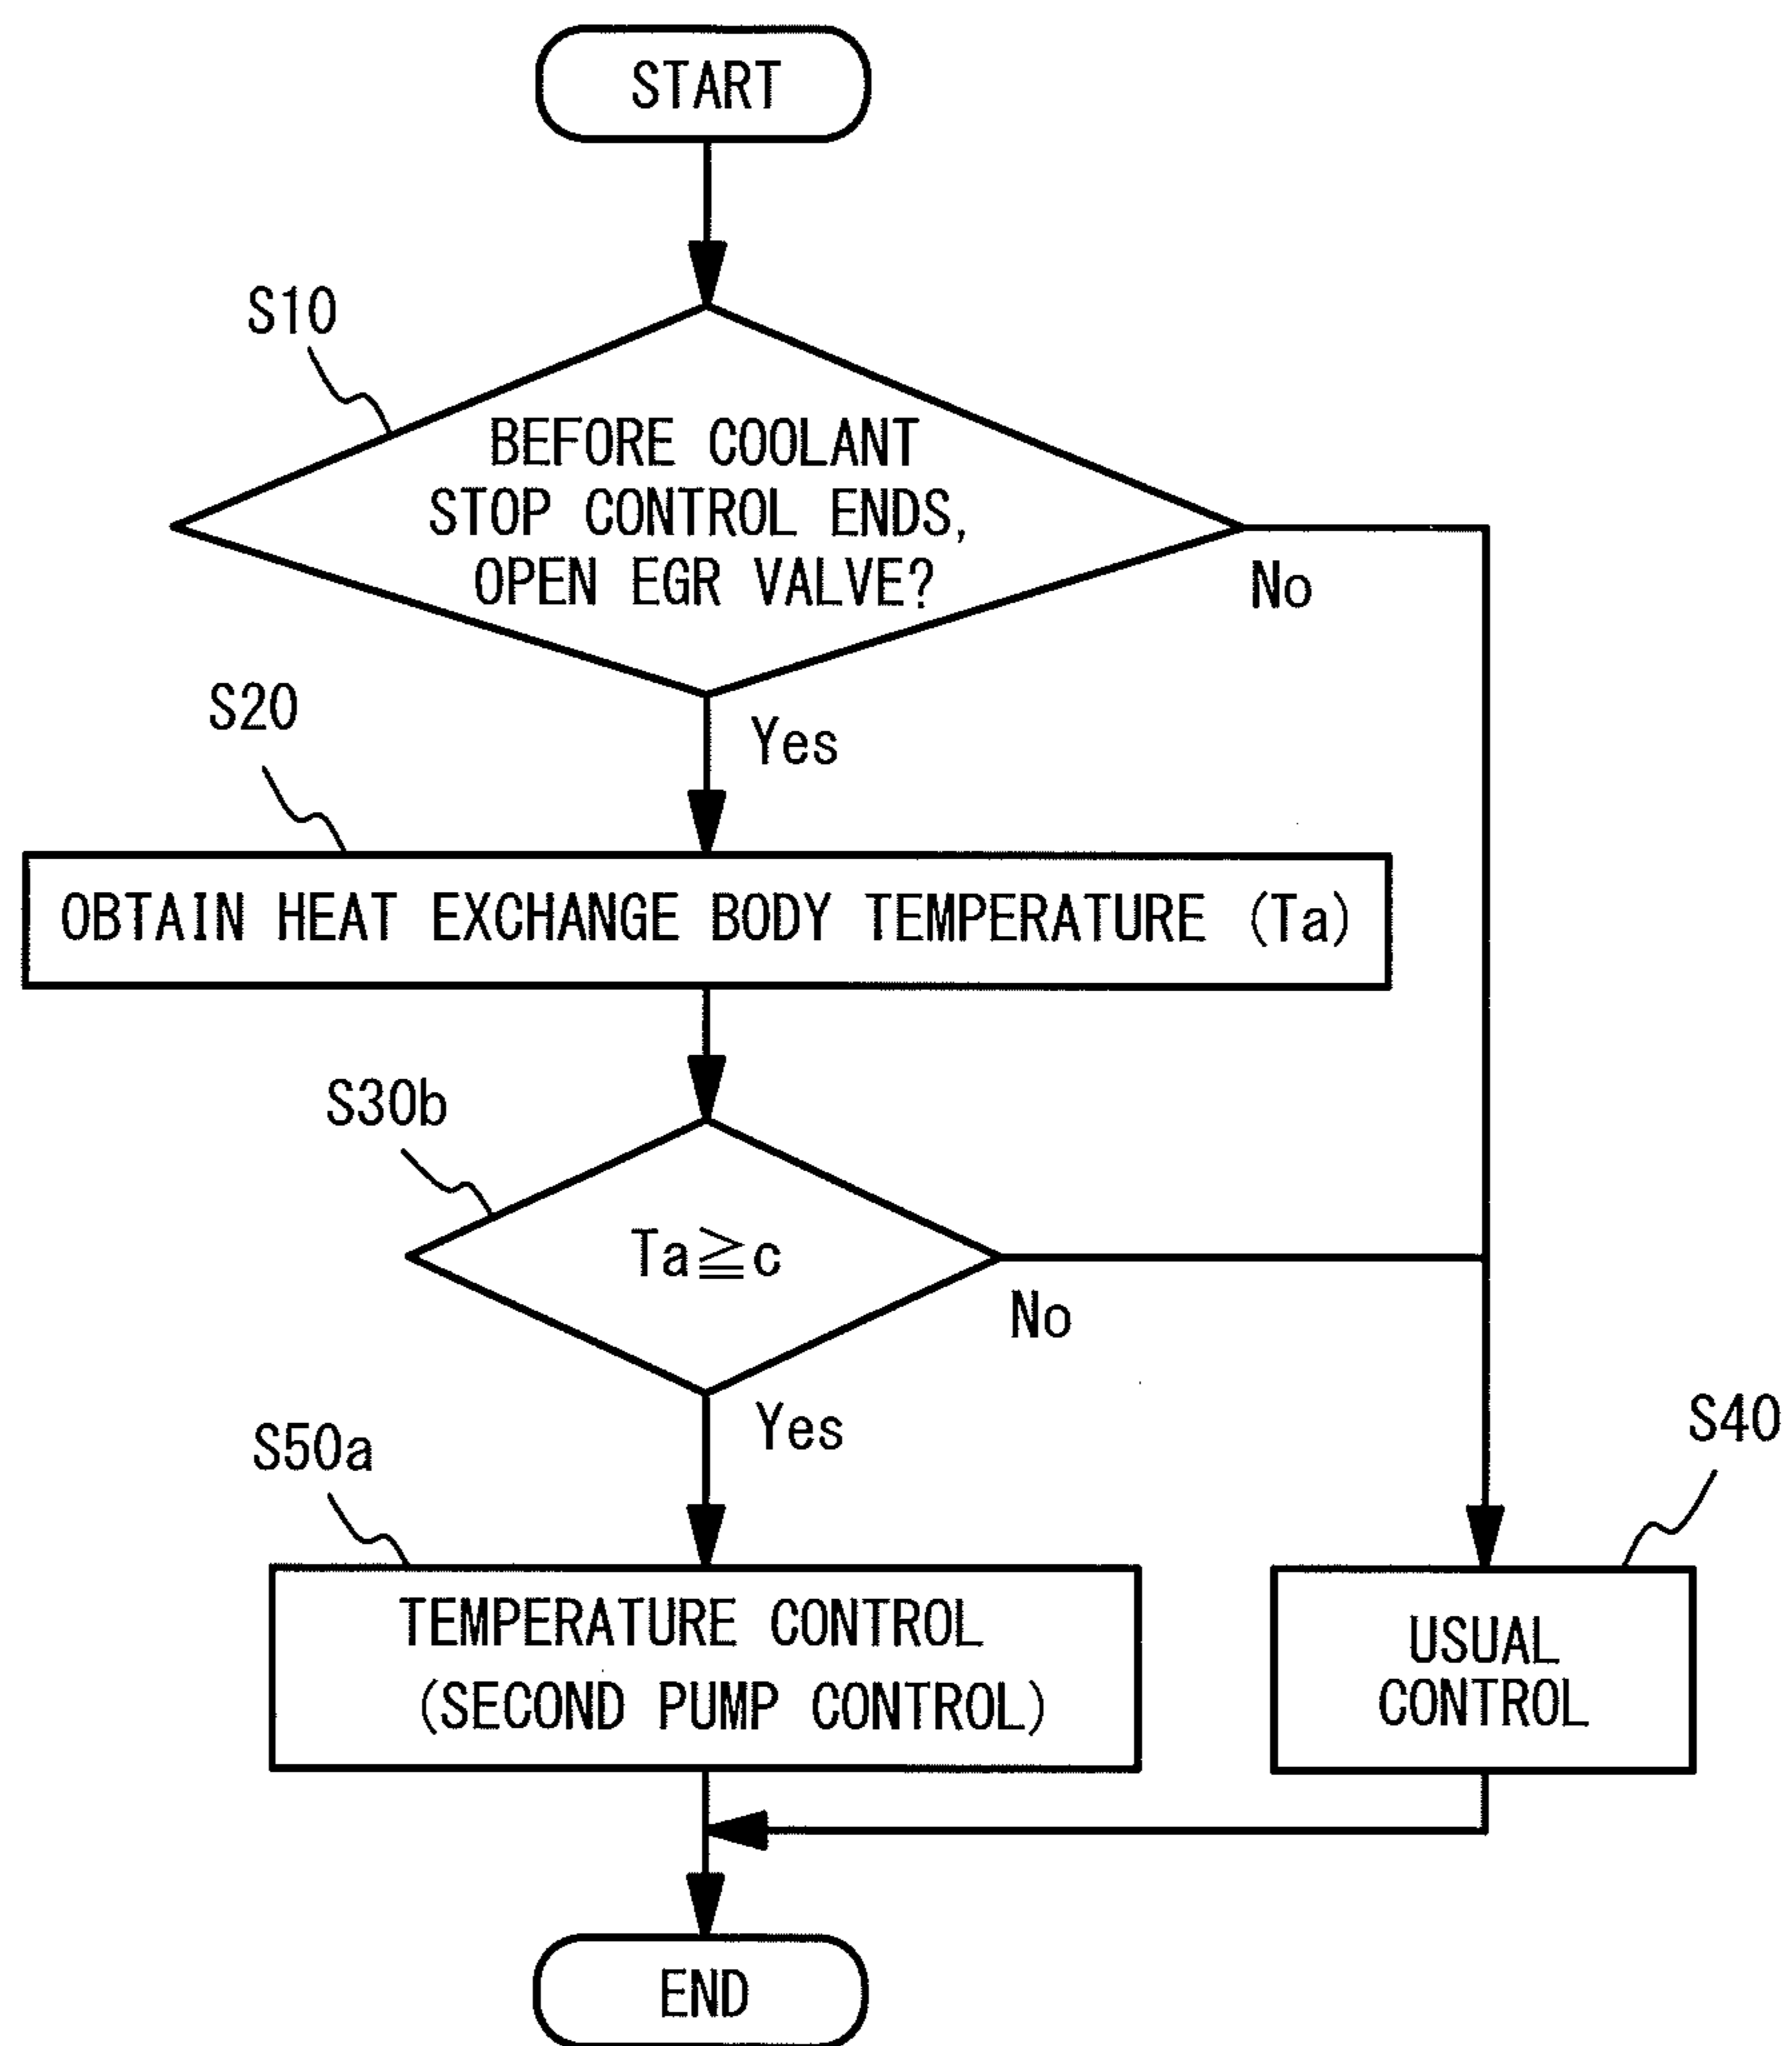 START
S10
BEFORE COOLANT
STOP CONTROL ENDS,
OPEN EGR VALVE?
No
Yes
S20
OBTAIN HEAT EXCHANGE BODY TEMPERATURE (Ta)
S30b
Ta≧c
No
Yes
S50a
S40
TEMPERATURE CONTROL
(SECOND PUMP CONTROL)
USUAL
CONTROL
END